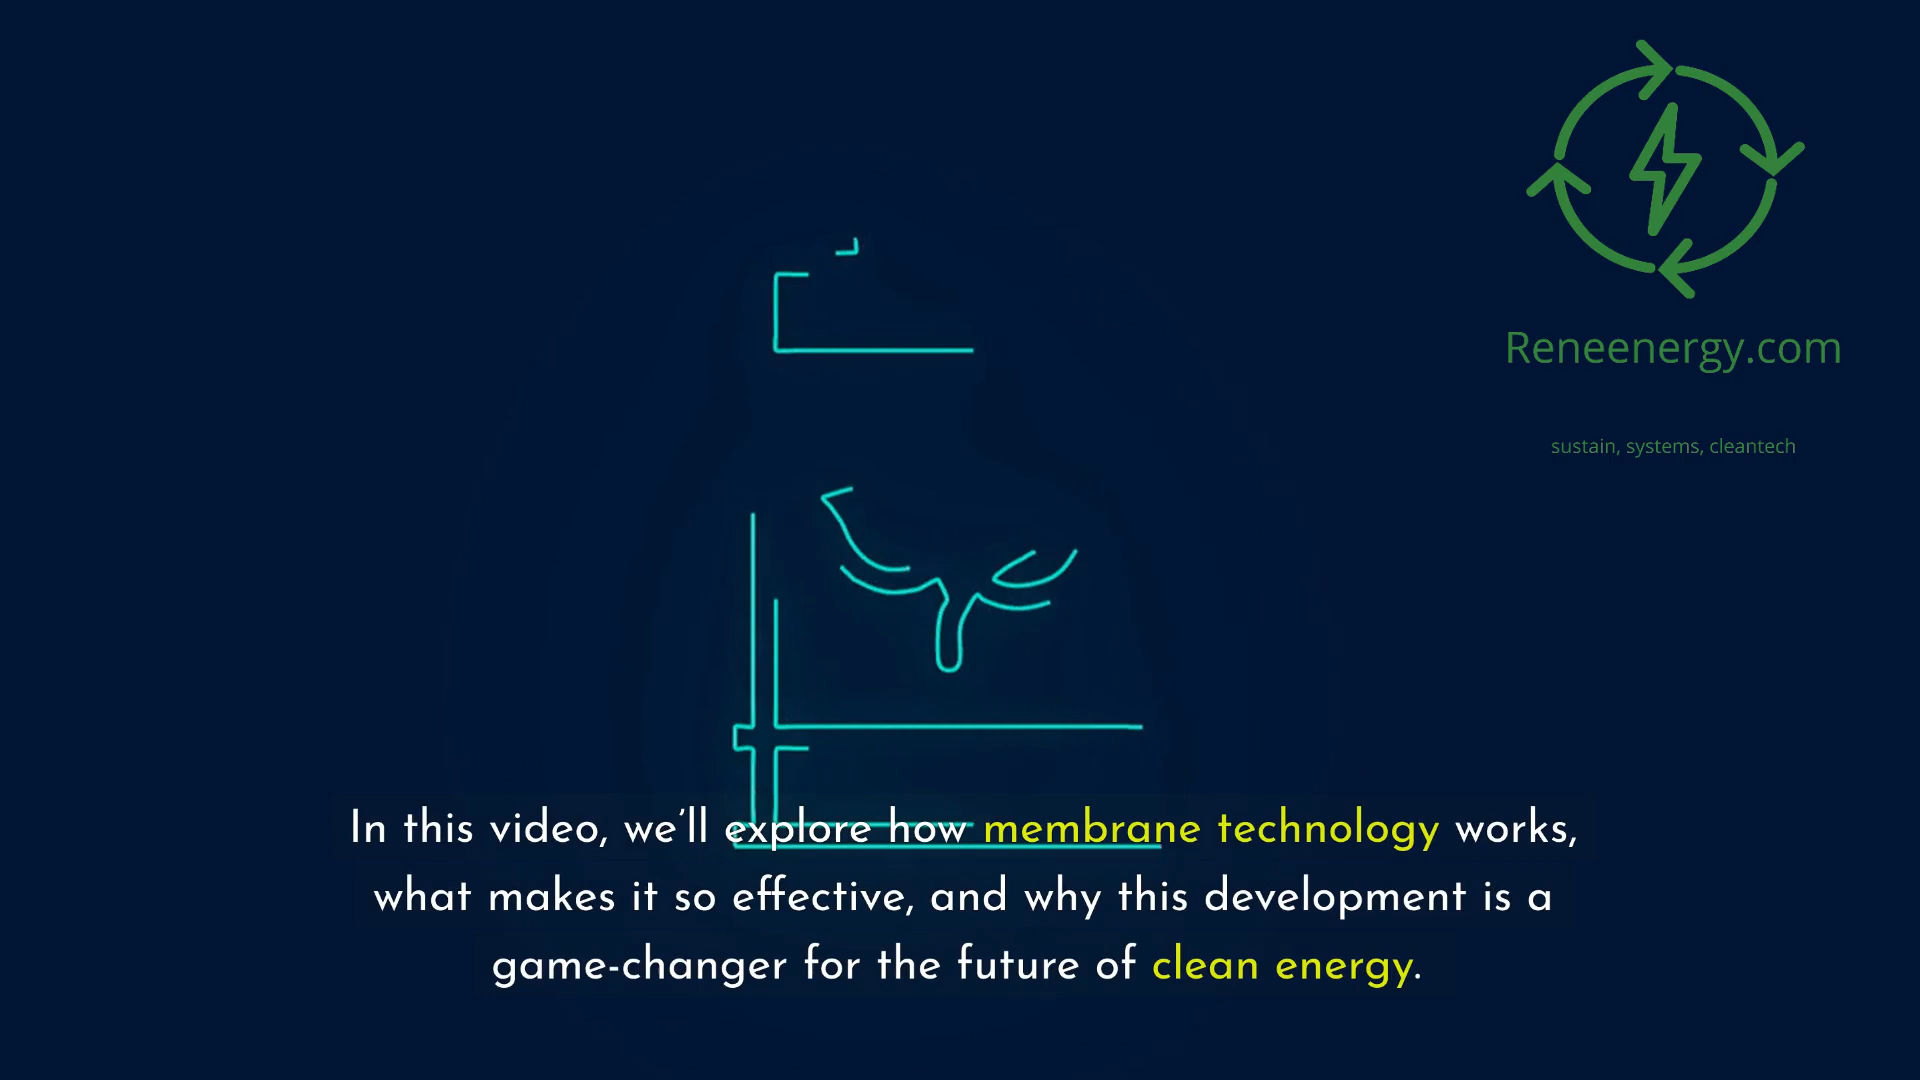 Reneenergy.com
sustain, systems, cleantech
In this video, we’ll explore how membrane technology works,
what makes it so effective, and why this development is a
game-changer for the future of clean energy.